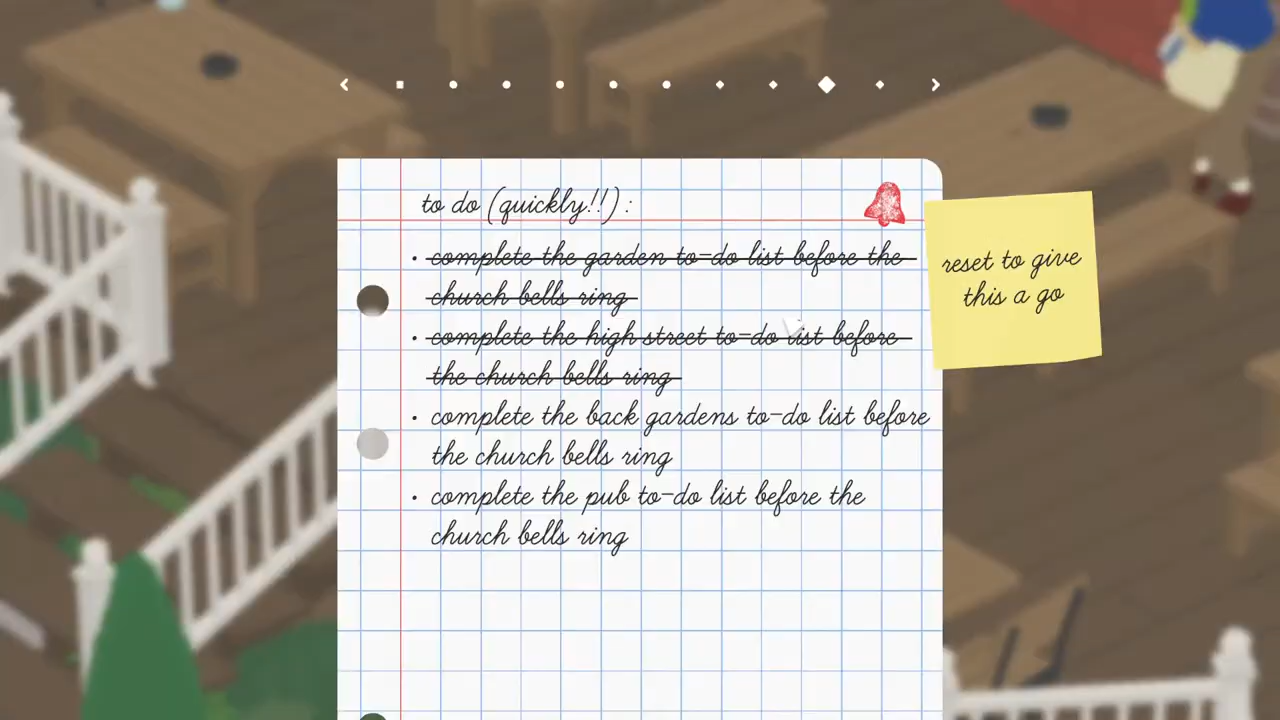 to do (quickly!!) :
• complete the garden to-do list before the
church bells ring
• complete the high street to-do list before
the church bells ring
• complete the back gardens to-do list before
the church bells ring
• complete the pub to-do list before the
church bells ring
reset to give
this a go